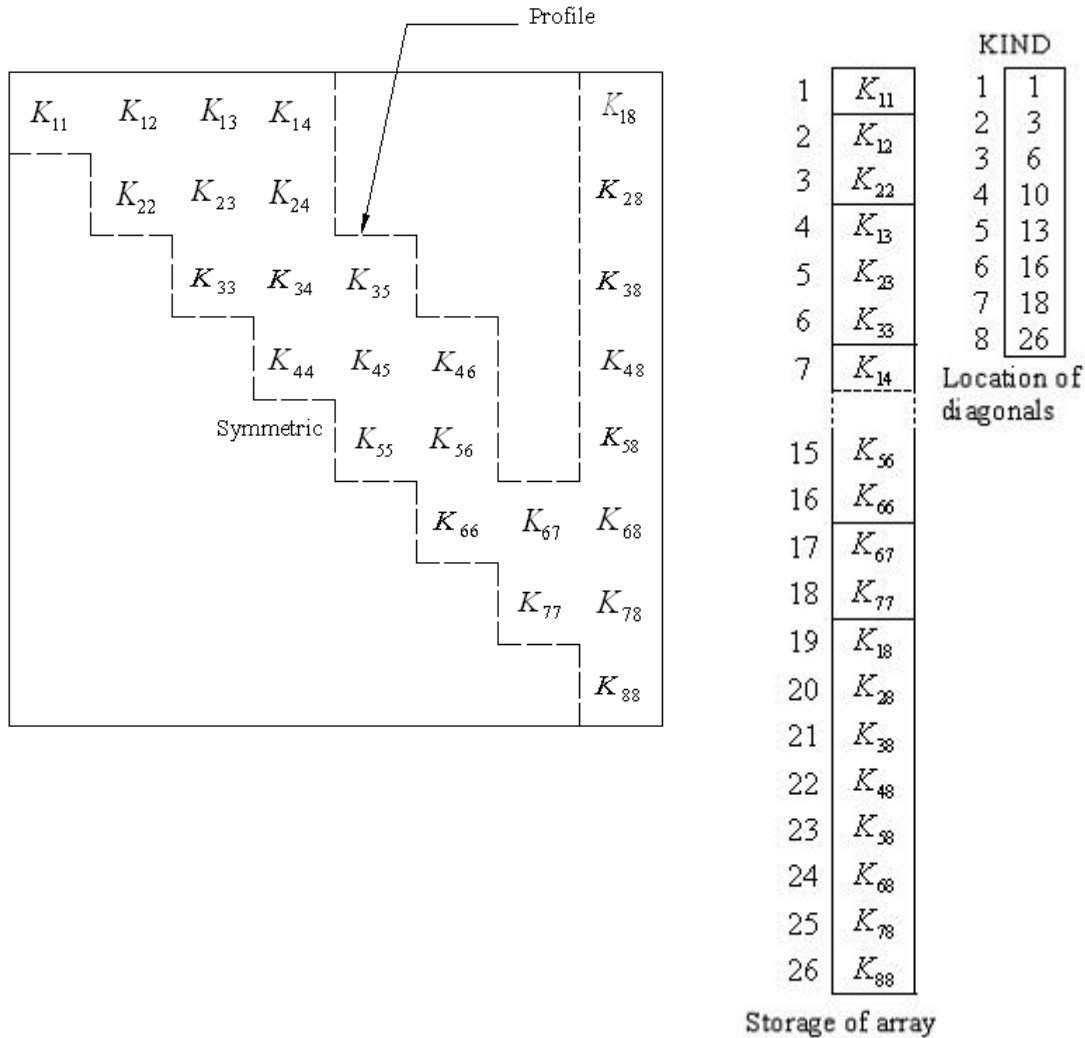 Profile
K11 K12 K13 K14 K18
K22 K23 K24 K28
K33 K34 K35 K38
K44 K45 K46 K48
Symmetric K55 K56 K58
K66 K67 K68
K77 K78
K88
1 K11
2 K12
3 K22
4 K13
5 K23
6 K33
7 K14
15 K56
16 K66
17 K67
18 K77
19 K18
20 K28
21 K38
22 K48
23 K58
24 K68
25 K78
26 K88
Storage of array
KIND
1 1
2 3
3 6
4 10
5 13
6 16
7 18
8 26
Location of
diagonals